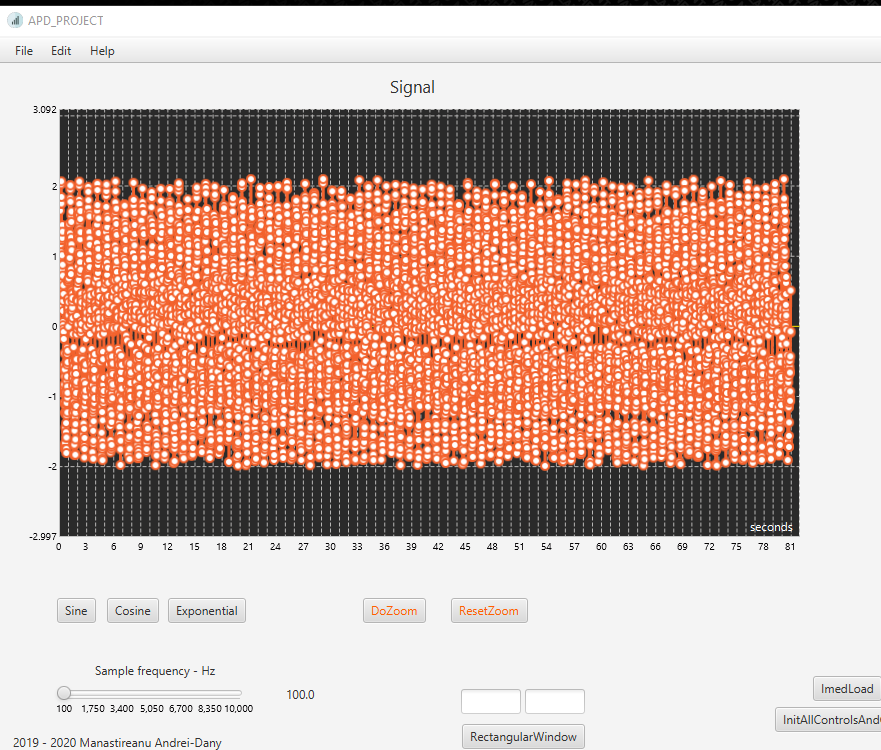 APD_PROJECT
File Edit Help
Signal
3.092
2
1
0
-1
-2
-2.997
seconds
0 3 6 9 12 15 18 21 24 27 30 33 36 39 42 45 48 51 54 57 60 63 66 69 72 75 78 81
Sine Cosine Exponential DoZoom ResetZoom
Sample frequency - Hz
100.0
100 1,750 3,400 5,050 6,700 8,350 10,000
ImedLoad
InitAllControlsAnd
RectangularWindow
2019 - 2020 Manastireanu Andrei-Dany